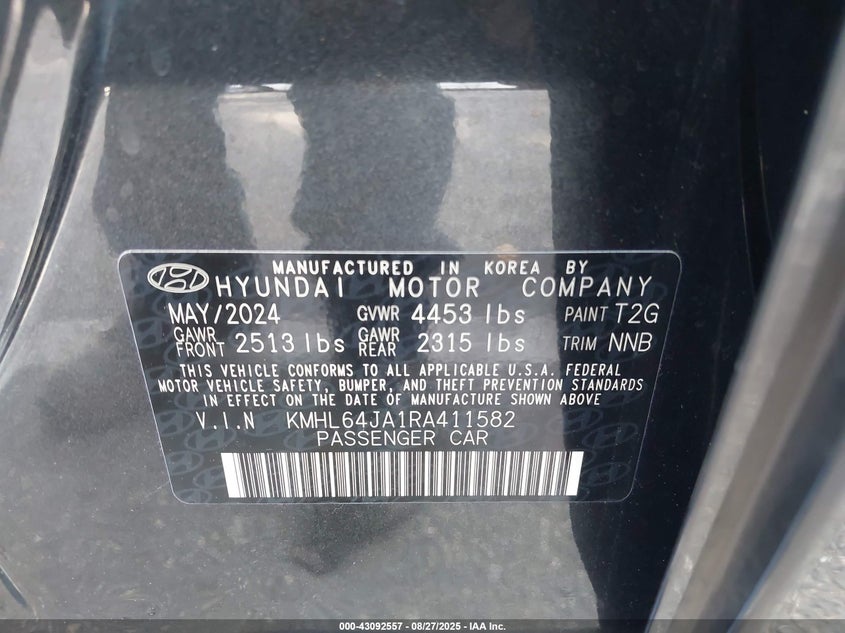 MANUFACTURED IN KOREA BY
HYUNDAI MOTOR COMPANY
MAY/2024 GVWR 4453 lbs PAINT T2G
GAWR FRONT 2513 lbs GAWR REAR 2315 lbs TRIM NNB
THIS VEHICLE CONFORMS TO ALL APPLICABLE U.S.A. FEDERAL
MOTOR VEHICLE SAFETY, BUMPER, AND THEFT PREVENTION STANDARDS
IN EFFECT ON THE DATE OF MANUFACTURE SHOWN ABOVE
V.I.N KMHL64JA1RA411582
PASSENGER CAR
000-43092557 - 08/27/2025 - IAA Inc.